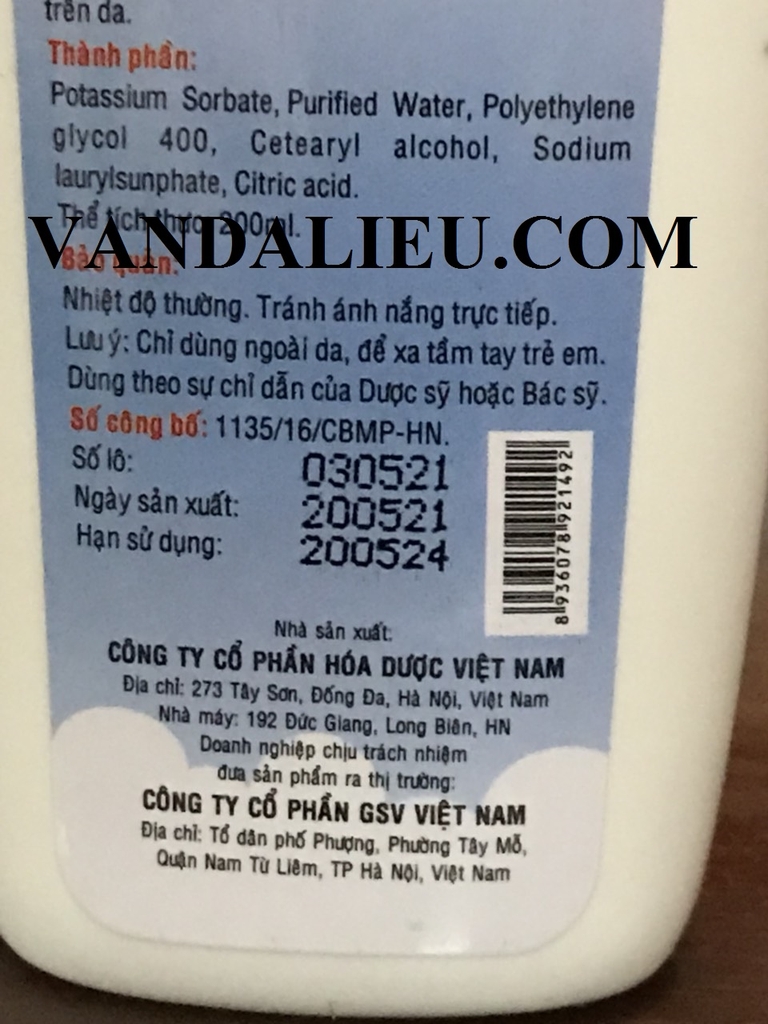 trên da.
Thành phần:
Potassium Sorbate, Purified Water, Polyethylene
glycol 400, Cetearyl alcohol, Sodium
laurylsunphate, Citric acid.
Thể tích thực: 200ml.
VANDALIEU.COM
Bảo quản:
Nhiệt độ thường. Tránh ánh nắng trực tiếp.
Lưu ý: Chỉ dùng ngoài da, để xa tầm tay trẻ em.
Dùng theo sự chỉ dẫn của Dược sỹ hoặc Bác sỹ.
Số công bố: 1135/16/CBMP-HN.
Số lô: 030521
Ngày sản xuất: 200521
Hạn sử dụng: 200524
8936078921492
Nhà sản xuất:
CÔNG TY CỔ PHẦN HÓA DƯỢC VIỆT NAM
Địa chỉ: 273 Tây Sơn, Đống Đa, Hà Nội, Việt Nam
Nhà máy: 192 Đức Giang, Long Biên, HN
Doanh nghiệp chịu trách nhiệm
đưa sản phẩm ra thị trường:
CÔNG TY CỔ PHẦN GSV VIỆT NAM
Địa chỉ: Tổ dân phố Phượng, Phường Tây Mỗ,
Quận Nam Từ Liêm, TP Hà Nội, Việt Nam